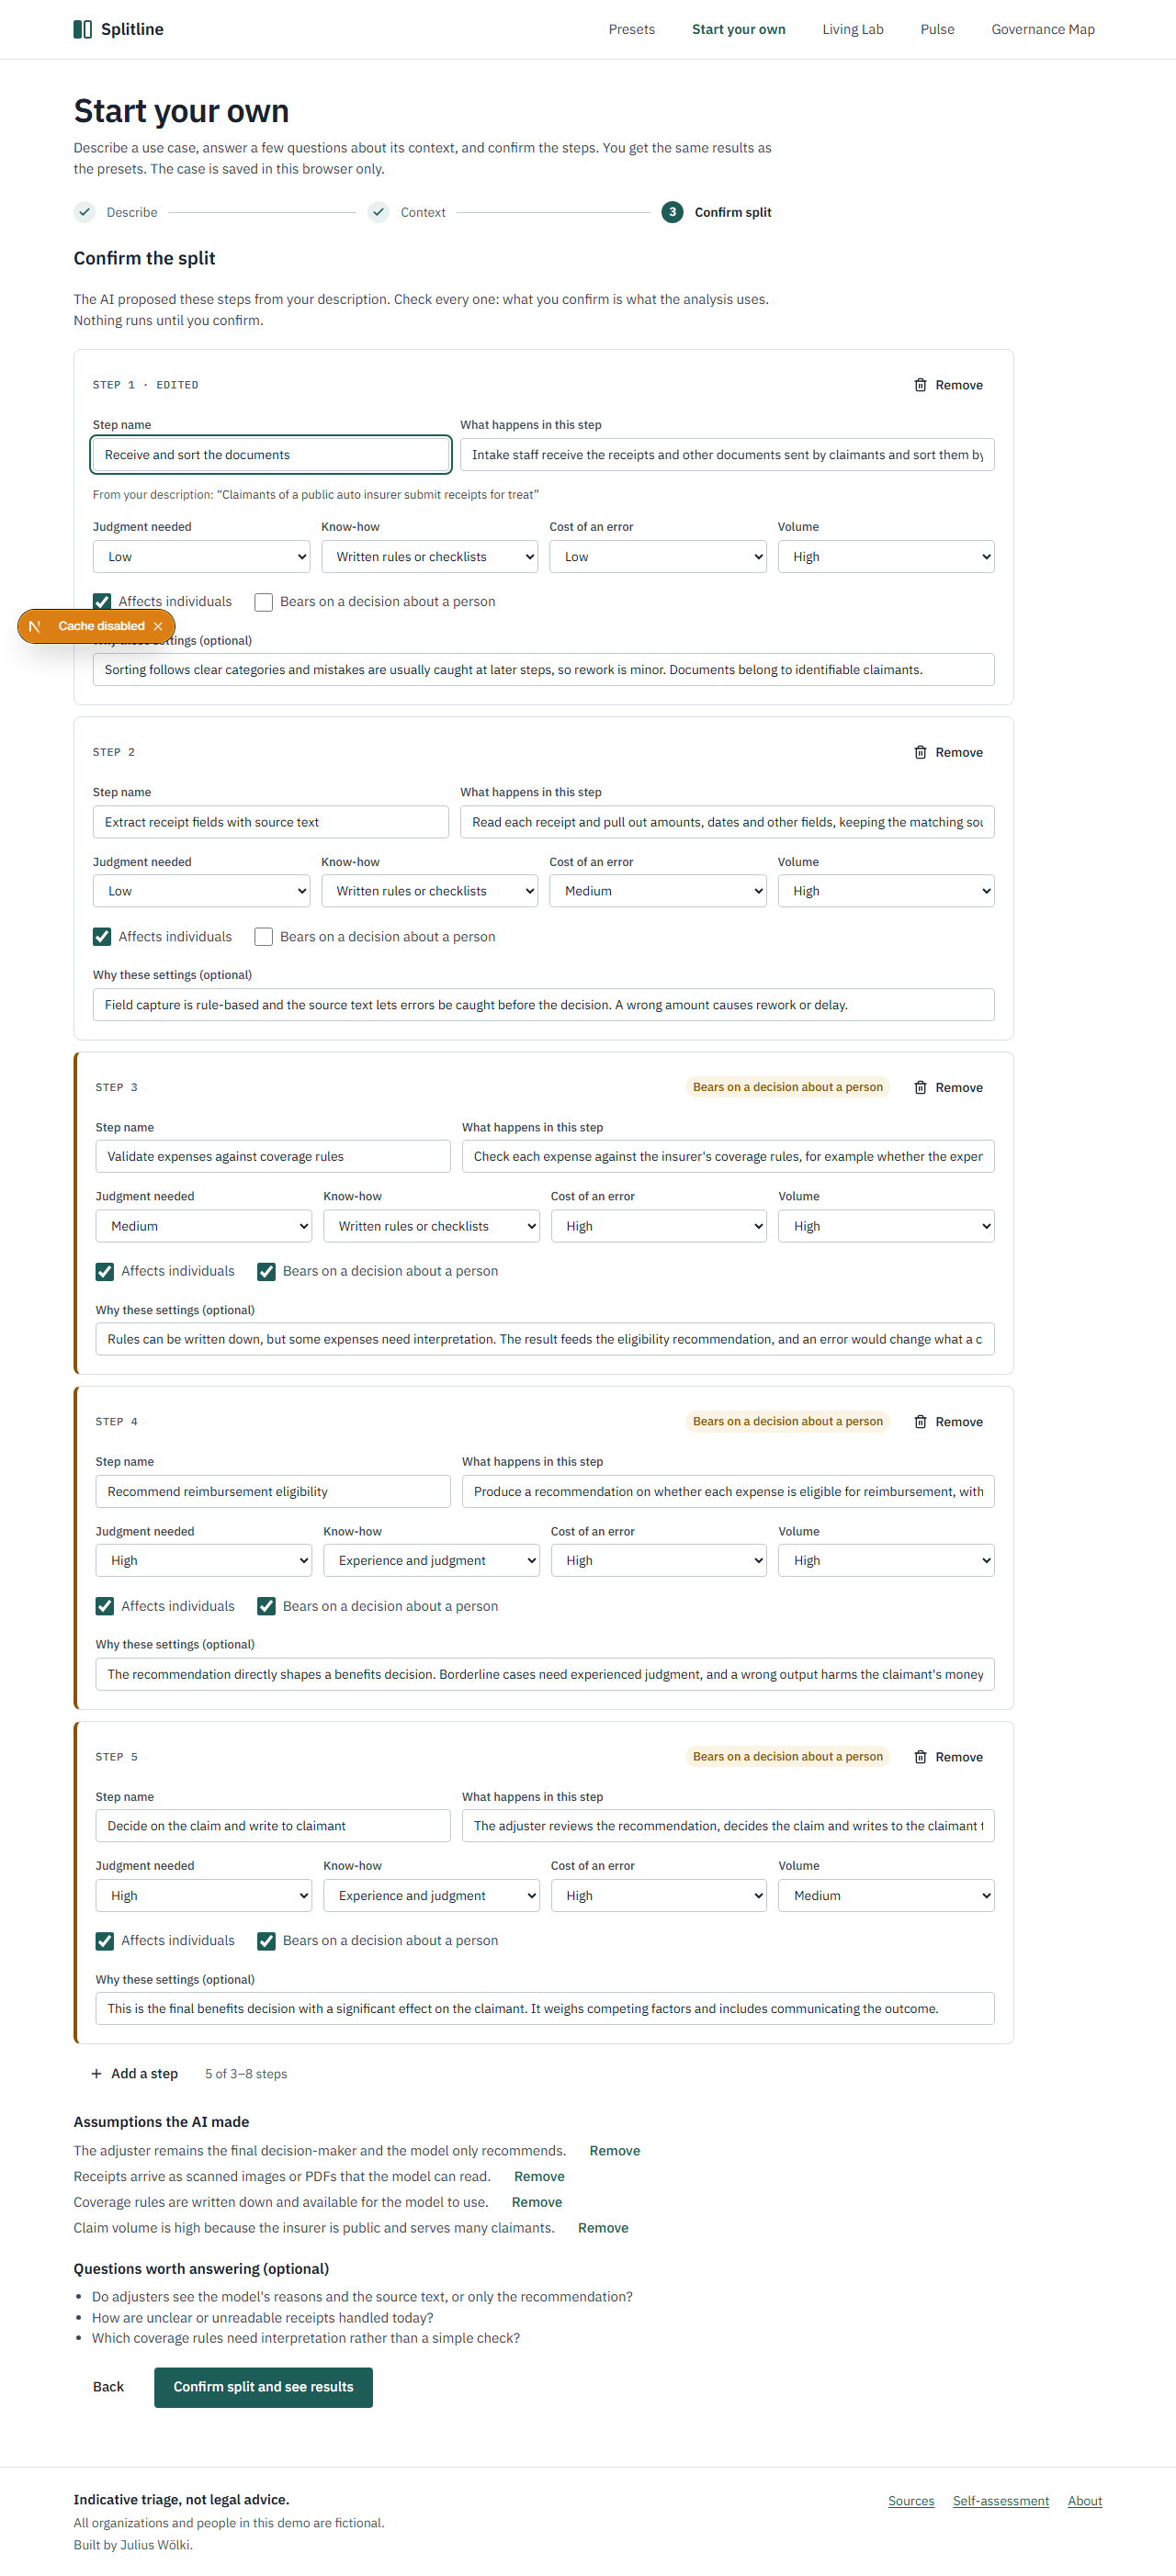 Splitline
Presets
Start your own
Living Lab
Pulse
Governance Map
Start your own
Describe a use case, answer a few questions about its context, and confirm the steps. You get the same results as
the presets. The case is saved in this browser only.
Describe
Context
3 Confirm split
Confirm the split
The AI proposed these steps from your description. Check every one: what you confirm is what the analysis uses.
Nothing runs until you confirm.
STEP 1 · EDITED
Remove
Step name
What happens in this step
Receive and sort the documents
Intake staff receive the receipts and other documents sent by claimants and sort them by
From your description: “Claimants of a public auto insurer submit receipts for treat”
Judgment needed
Know-how
Cost of an error
Volume
Low
Written rules or checklists
Low
High
Affects individuals
Bears on a decision about a person
Cache disabled
settings (optional)
Sorting follows clear categories and mistakes are usually caught at later steps, so rework is minor. Documents belong to identifiable claimants.
STEP 2
Remove
Step name
What happens in this step
Extract receipt fields with source text
Read each receipt and pull out amounts, dates and other fields, keeping the matching sou
Judgment needed
Know-how
Cost of an error
Volume
Low
Written rules or checklists
Medium
High
Affects individuals
Bears on a decision about a person
Why these settings (optional)
Field capture is rule-based and the source text lets errors be caught before the decision. A wrong amount causes rework or delay.
STEP 3
Bears on a decision about a person
Remove
Step name
What happens in this step
Validate expenses against coverage rules
Check each expense against the insurer's coverage rules, for example whether the exper
Judgment needed
Know-how
Cost of an error
Volume
Medium
Written rules or checklists
High
High
Affects individuals
Bears on a decision about a person
Why these settings (optional)
Rules can be written down, but some expenses need interpretation. The result feeds the eligibility recommendation, and an error would change what a c
STEP 4
Bears on a decision about a person
Remove
Step name
What happens in this step
Recommend reimbursement eligibility
Produce a recommendation on whether each expense is eligible for reimbursement, with
Judgment needed
Know-how
Cost of an error
Volume
High
Experience and judgment
High
High
Affects individuals
Bears on a decision about a person
Why these settings (optional)
The recommendation directly shapes a benefits decision. Borderline cases need experienced judgment, and a wrong output harms the claimant's money
STEP 5
Bears on a decision about a person
Remove
Step name
What happens in this step
Decide on the claim and write to claimant
The adjuster reviews the recommendation, decides the claim and writes to the claimant
Judgment needed
Know-how
Cost of an error
Volume
High
Experience and judgment
High
Medium
Affects individuals
Bears on a decision about a person
Why these settings (optional)
This is the final benefits decision with a significant effect on the claimant. It weighs competing factors and includes communicating the outcome.
Add a step
5 of 3–8 steps
Assumptions the AI made
The adjuster remains the final decision-maker and the model only recommends. Remove
Receipts arrive as scanned images or PDFs that the model can read. Remove
Coverage rules are written down and available for the model to use. Remove
Claim volume is high because the insurer is public and serves many claimants. Remove
Questions worth answering (optional)
• Do adjusters see the model's reasons and the source text, or only the recommendation?
• How are unclear or unreadable receipts handled today?
• Which coverage rules need interpretation rather than a simple check?
Back
Confirm split and see results
Indicative triage, not legal advice.
All organizations and people in this demo are fictional.
Built by Julius Wölki.
Sources
Self-assessment
About